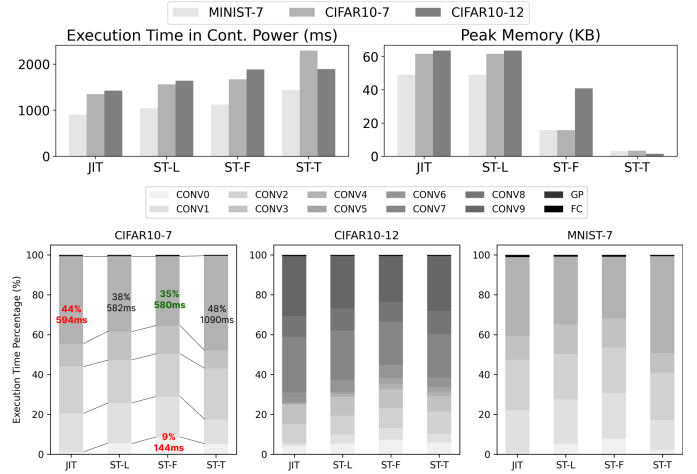 MINIST-7 CIFAR10-7 CIFAR10-12
Execution Time in Cont. Power (ms)
2000
1000
0
JIT ST-L ST-F ST-T
Peak Memory (KB)
60
40
20
0
JIT ST-L ST-F ST-T
CONV0 CONV2 CONV4 CONV6 CONV8 GP
CONV1 CONV3 CONV5 CONV7 CONV9 FC
CIFAR10-7
Execution Time Percentage (%)
100
80
60
40
20
0
44%
594ms
38%
582ms
35%
580ms
48%
1090ms
9%
144ms
JIT ST-L ST-F ST-T
CIFAR10-12
100
80
60
40
20
0
JIT ST-L ST-F ST-T
MNIST-7
100
80
60
40
20
0
JIT ST-L ST-F ST-T